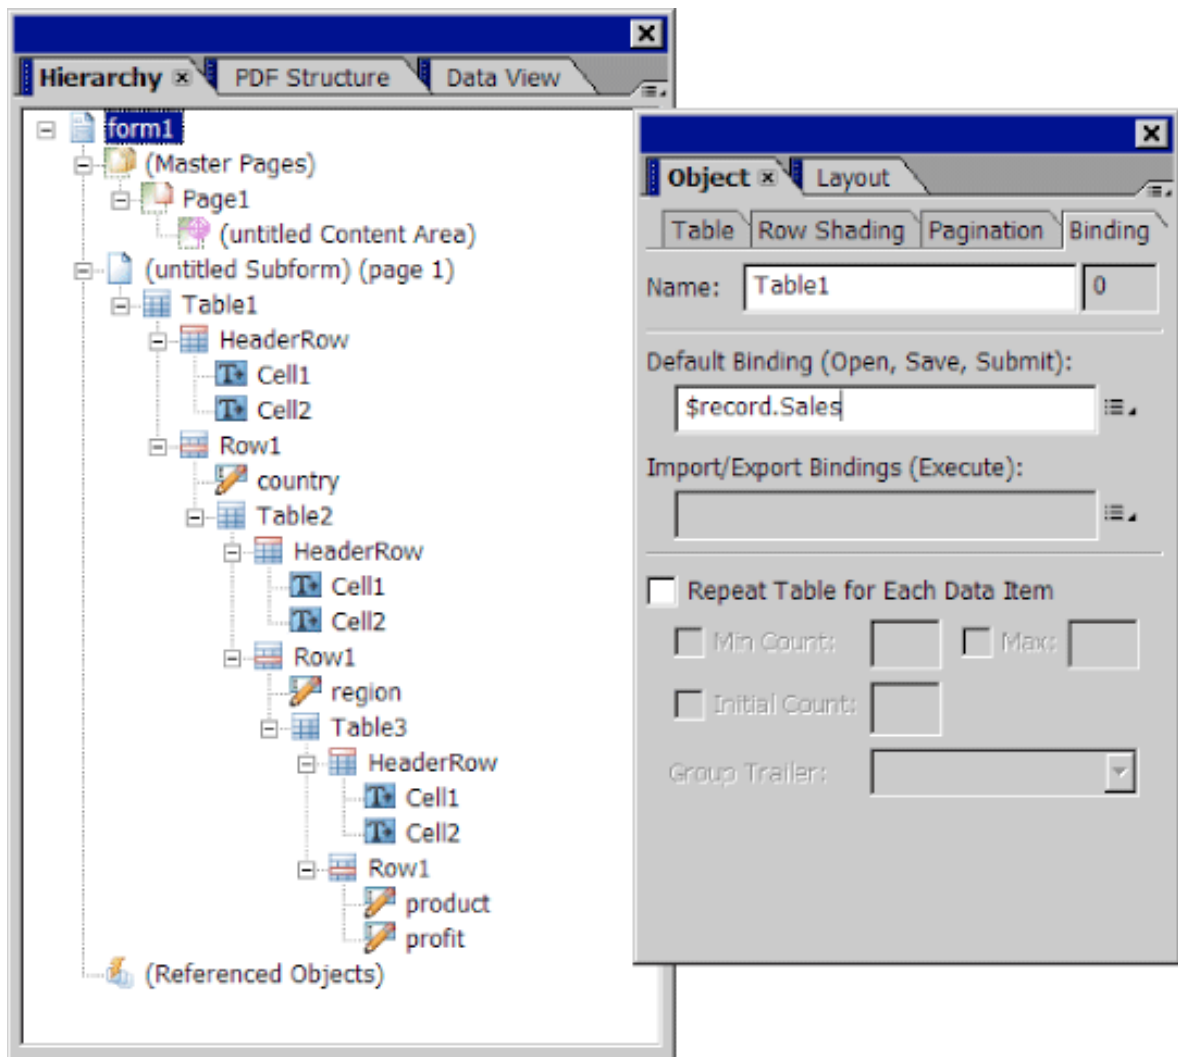 Hierarchy PDF Structure Data View
form1
(Master Pages)
Page1
(untitled Content Area)
(untitled Subform) (page 1)
Table1
HeaderRow
Cell1
Cell2
Row1
country
Table2
HeaderRow
Cell1
Cell2
Row1
region
Table3
HeaderRow
Cell1
Cell2
Row1
product
profit
(Referenced Objects)
Object Layout
Table Row Shading Pagination Binding
Name: Table1 0
Default Binding (Open, Save, Submit):
$record.Sales
Import/Export Bindings (Execute):
Repeat Table for Each Data Item
Min Count: Max:
Initial Count:
Group Trailer: